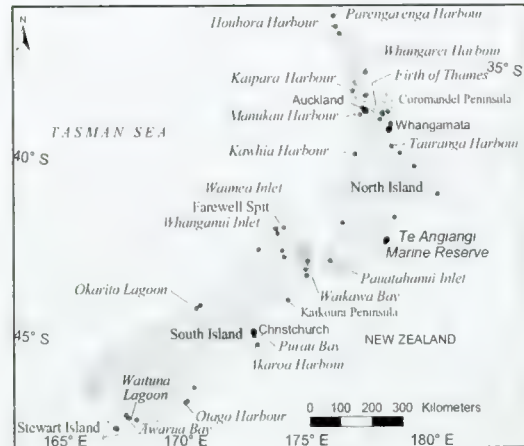 N
Houhora Harbour
Parengarenga Harbour
Whangarei Harbour
35° S
Kaipara Harbour
Firth of Thames
Auckland
Coromandel Peninsula
Manukau Harbour
Whangamata
TASMAN SEA
Tauranga Harbour
40° S
Kawhia Harbour
Waimea Inlet
North Island
Farewell Spit
Whanganui Inlet
Te Angiangi
Marine Reserve
Pauatahanui Inlet
Okarito Lagoon
Waikawa Bay
Kaikoura Peninsula
45° S
South Island
Christchurch
NEW ZEALAND
Purau Bay
Akaroa Harbour
Waituna
Lagoon
170° E
175° E
180° E
0 100 200 300 Kilometers
Otago Harbour
Stewart Island
165° E
Awarua Bay